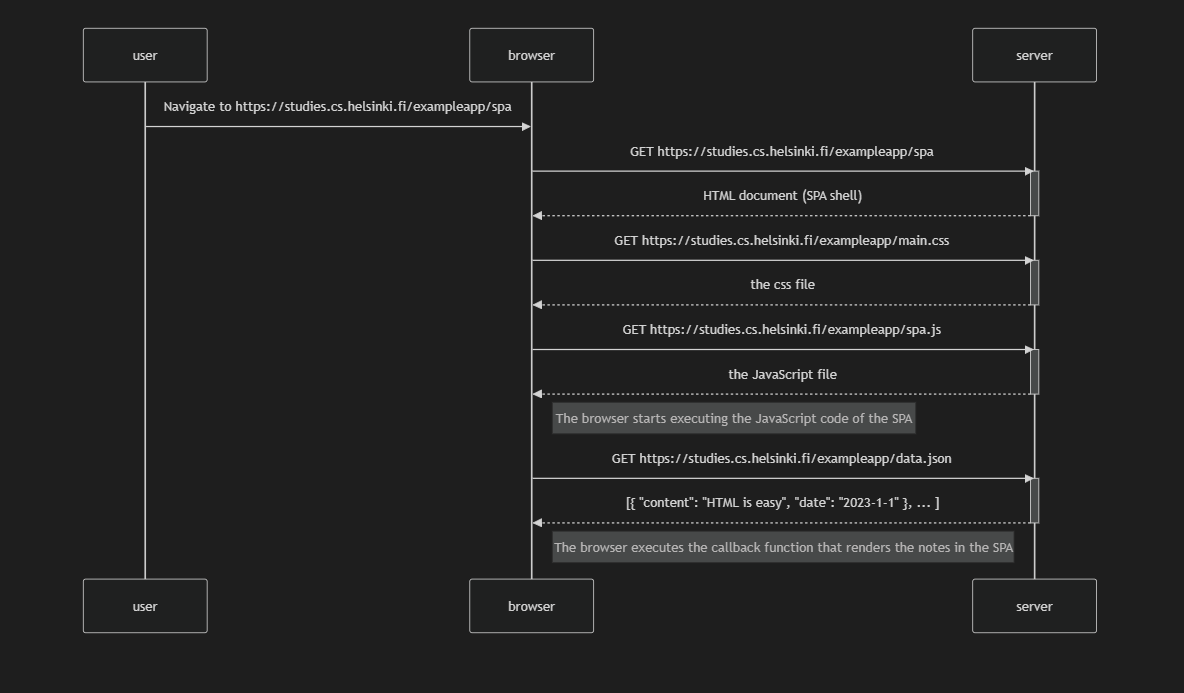 user
browser
server
Navigate to https://studies.cs.helsinki.fi/exampleapp/spa
GET https://studies.cs.helsinki.fi/exampleapp/spa
HTML document (SPA shell)
GET https://studies.cs.helsinki.fi/exampleapp/main.css
the css file
GET https://studies.cs.helsinki.fi/exampleapp/spa.js
the JavaScript file
The browser starts executing the JavaScript code of the SPA
GET https://studies.cs.helsinki.fi/exampleapp/data.json
[{ "content": "HTML is easy", "date": "2023-1-1" }, ... ]
The browser executes the callback function that renders the notes in the SPA
user
browser
server